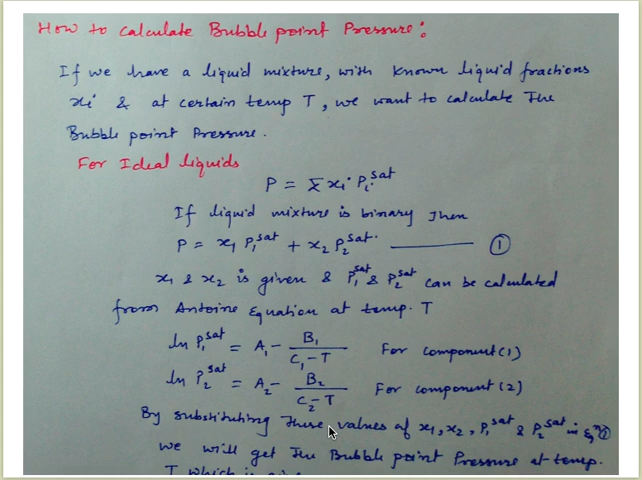 How to calculate Bubble point Pressure:
If we have a liquid mixture, with known liquid fractions
xi & at certain temp T, we want to calculate The
Bubble point Pressure.
For Ideal liquids
P = Σ xi Pi^sat
If liquid mixture is binary Then
P = x1 P1^sat + x2 P2^sat. ——— ①
x1 & x2 is given & P1^sat & P2^sat can be calculated
from Antoine Equation at temp. T
ln P1^sat = A1 - B1/(C1-T) For component(1)
ln P2^sat = A2 - B2/(C2-T) For component(2)
By substituting These values of x1, x2, P1^sat & P2^sat in eqn ①
we will get The Bubble point Pressure at temp.
T which is